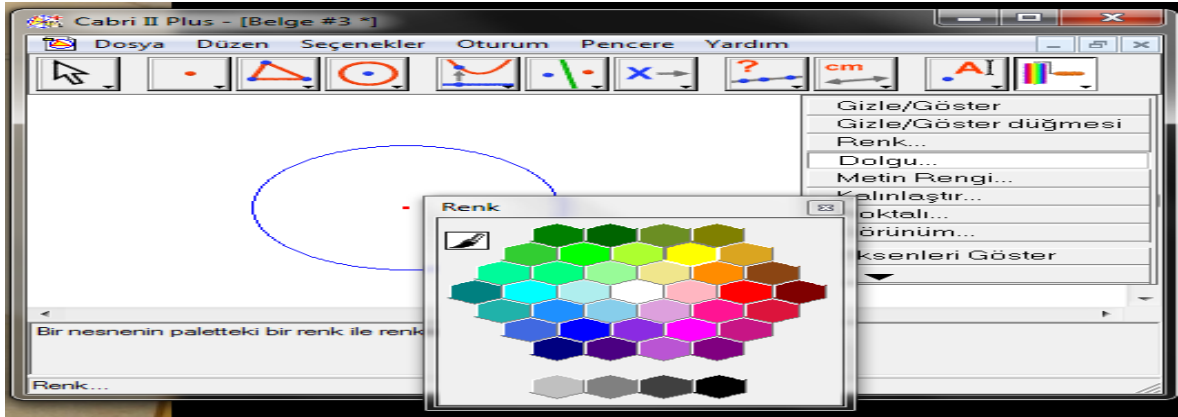 Cabri II Plus - [Belge #3 *]
Dosya Düzen Seçenekler Oturum Pencere Yardım
? cm A
Gizle/Göster
Gizle/Göster düğmesi
Renk...
Dolgu...
Metin Rengi...
Kalınlaştır...
oktalı...
örünüm...
ksenleri Göster
Renk
Bir nesnenin paletteki bir renk ile renk
Renk...